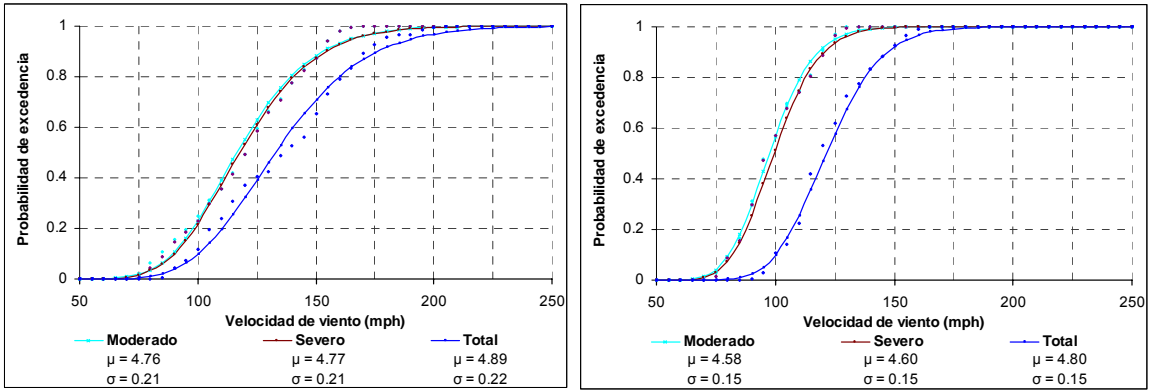 Probabilidad de excedencia
1
0.8
0.6
0.4
0.2
0
50 100 150 200 250
Velocidad de viento (mph)
Moderado Severo Total
μ = 4.76 μ = 4.77 μ = 4.89
σ = 0.21 σ = 0.21 σ = 0.22
Probabilidad de excedencia
1
0.8
0.6
0.4
0.2
0
50 100 150 200 250
Velocidad de viento (mph)
Moderado Severo Total
μ = 4.58 μ = 4.60 μ = 4.80
σ = 0.15 σ = 0.15 σ = 0.15